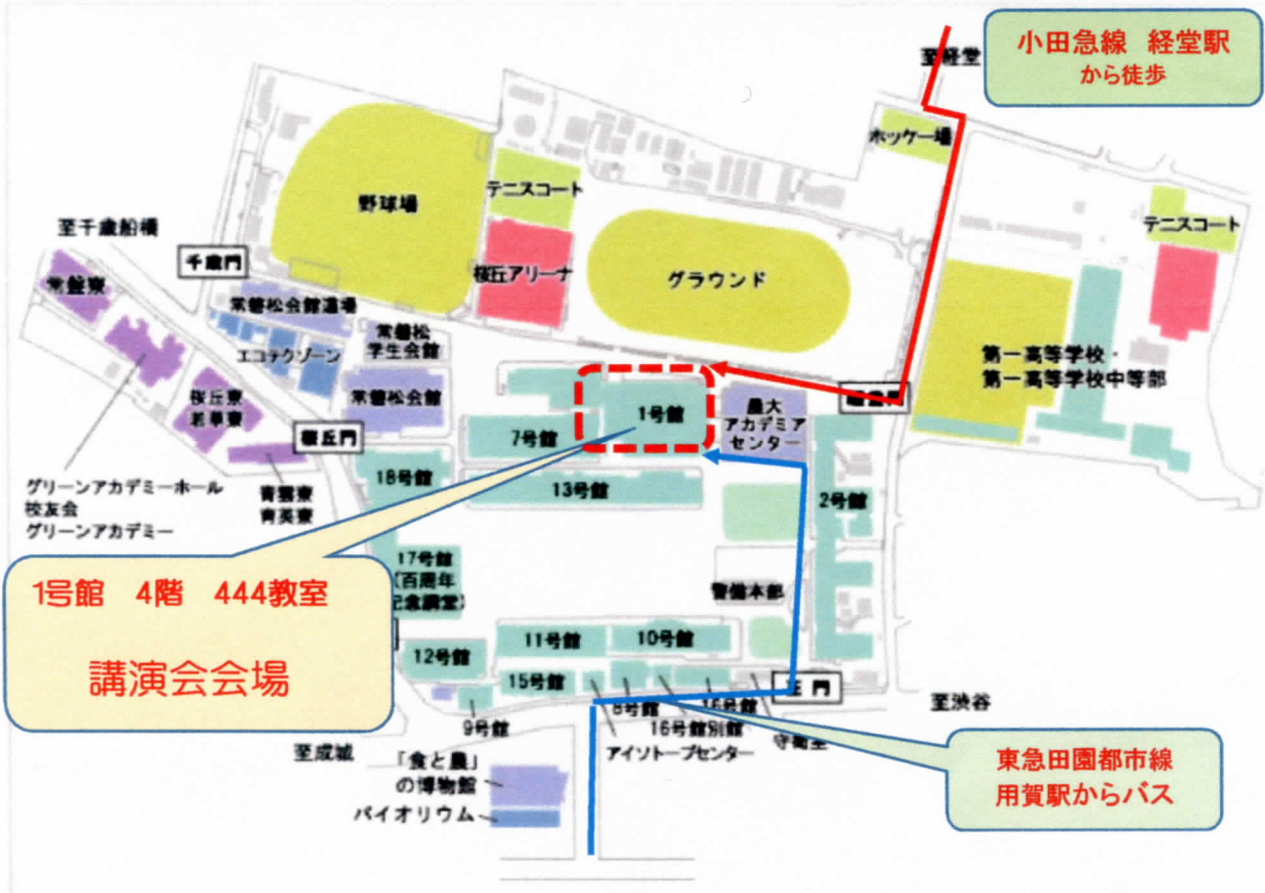 小田急線 経堂駅
から徒歩
至経堂
ホッケー場
テニスコート
野球場
テニスコート
至千歳船橋
千歳門
桜丘アリーナ
グラウンド
常盤寮
常磐松会館道場
常磐松
学生会館
エコテクゾーン
第一高等学校・
第一高等学校中等部
桜丘寮
若草寮
常磐松会館
1号館
農大
アカデミア
センター
桜丘門
7号館
18号館
13号館
2号館
グリーンアカデミーホール
校友会
グリーンアカデミー
青雲寮
青英寮
1号館 4階 444教室
講演会会場
17号館
(百周年
記念講堂)
警備本部
11号館
10号館
12号館
15号館
正門
8号館
16号館
9号館
16号館別館
守衛室
アイソトープセンター
至渋谷
至成城
「食と農」
の博物館
バイオリウム
東急田園都市線
用賀駅からバス